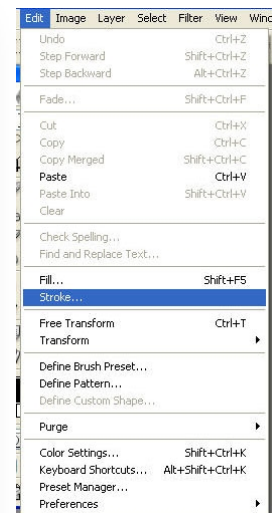 Edit Image Layer Select Filter View Wind
Undo Ctrl+Z
Step Forward Shift+Ctrl+Z
Step Backward Alt+Ctrl+Z
Fade... Shift+Ctrl+F
Cut Ctrl+X
Copy Ctrl+C
Copy Merged Shift+Ctrl+C
Paste Ctrl+V
Paste Into Shift+Ctrl+V
Clear
Check Spelling...
Find and Replace Text...
Fill... Shift+F5
Stroke...
Free Transform Ctrl+T
Transform
Define Brush Preset...
Define Pattern...
Define Custom Shape...
Purge
Color Settings... Shift+Ctrl+K
Keyboard Shortcuts... Alt+Shift+Ctrl+K
Preset Manager...
Preferences